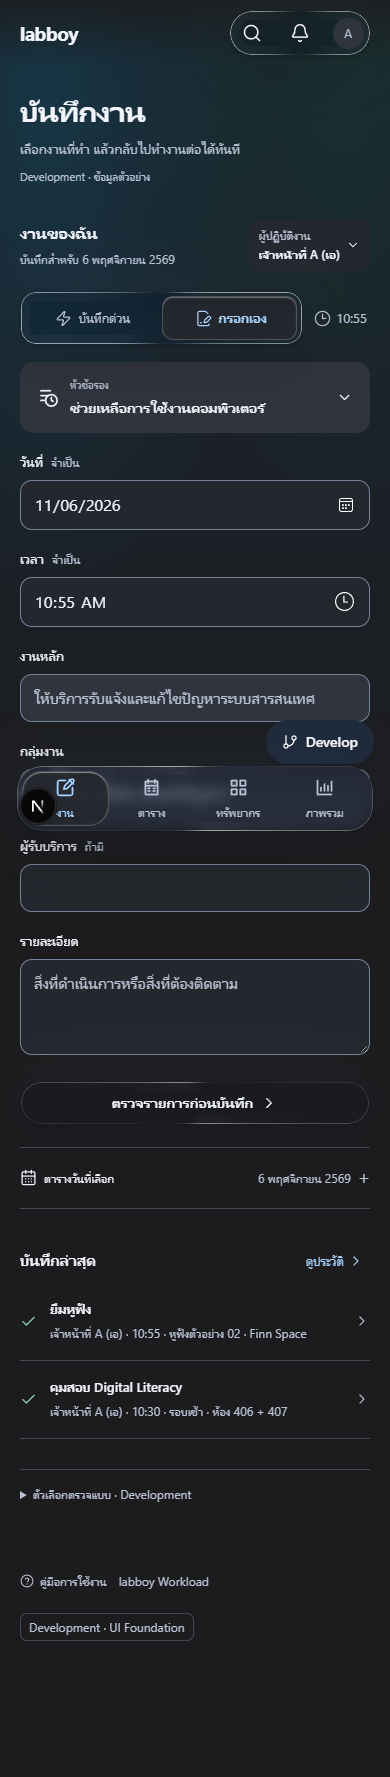 labboy
A
บันทึกงาน
เลือกงานที่ทำ แล้วกลับไปทำงานต่อได้ทันที
Development · ข้อมูลตัวอย่าง
งานของฉัน
บันทึกสำหรับ 6 พฤศจิกายน 2569
ผู้ปฏิบัติงาน
เจ้าหน้าที่ A (เอ)
บันทึกด่วน
กรอกเอง
10:55
หัวข้อรอง
ช่วยเหลือการใช้งานคอมพิวเตอร์
วันที่ จำเป็น
11/06/2026
เวลา จำเป็น
10:55 AM
งานหลัก
ให้บริการรับแจ้งและแก้ไขปัญหาระบบสารสนเทศ
กลุ่มงาน
Develop
N
งาน
ตาราง
ทรัพยากร
ภาพรวม
ผู้รับบริการ ถ้ามี
รายละเอียด
สิ่งที่ดำเนินการหรือสิ่งที่ต้องติดตาม
ตรวจรายการก่อนบันทึก
ตารางวันที่เลือก
6 พฤศจิกายน 2569 +
บันทึกล่าสุด
ดูประวัติ
ยืมหูฟัง
เจ้าหน้าที่ A (เอ) · 10:55 · หูฟังตัวอย่าง 02 · Finn Space
คุมสอบ Digital Literacy
เจ้าหน้าที่ A (เอ) · 10:30 · รอบเช้า · ห้อง 406 + 407
ตัวเลือกตรวจแบบ · Development
คู่มือการใช้งาน labboy Workload
Development · UI Foundation